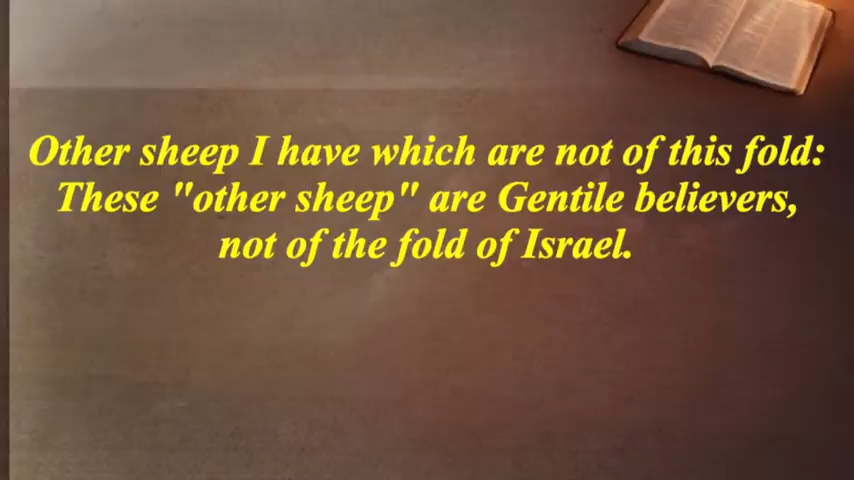 Other sheep I have which are not of this fold:
These "other sheep" are Gentile believers,
not of the fold of Israel.